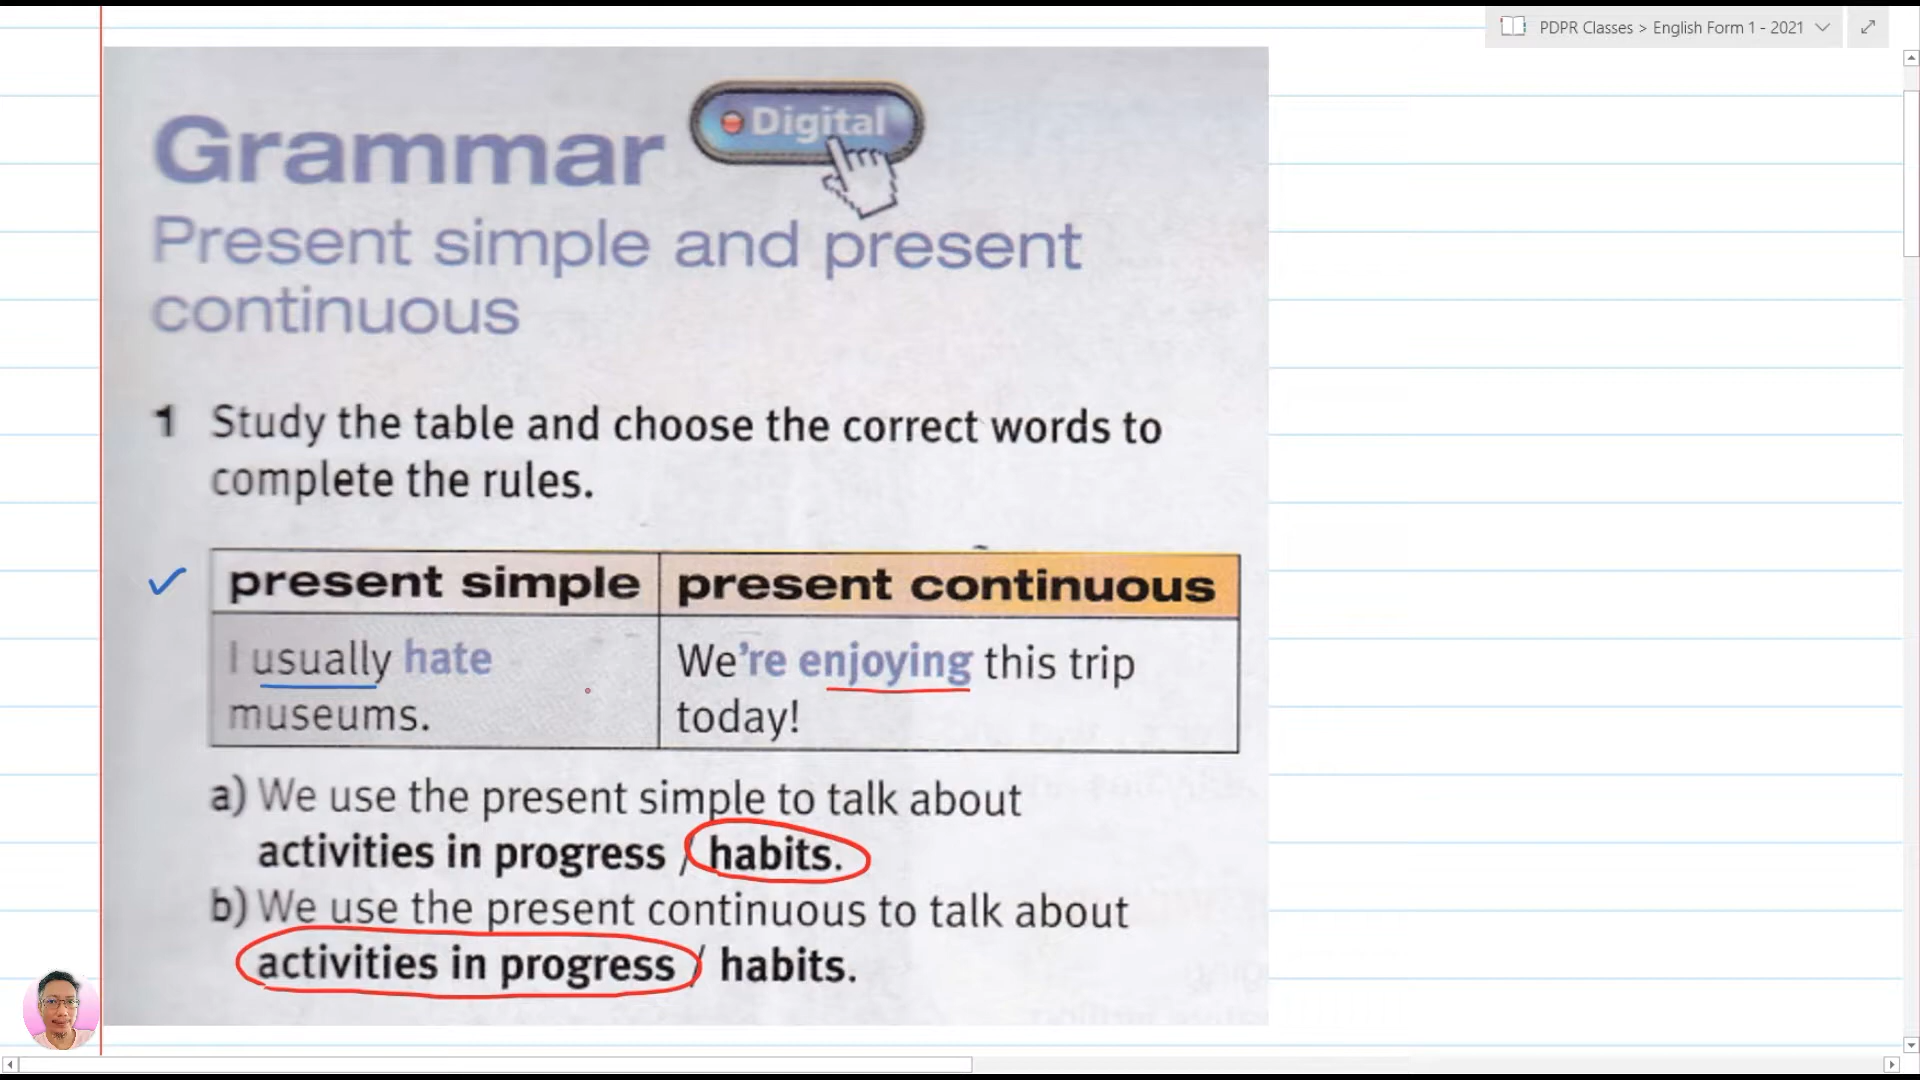 PDPR Classes > English Form 1 - 2021
Grammar
Digital
Present simple and present
continuous
1 Study the table and choose the correct words to
complete the rules.
present simple present continuous
I usually hate We're enjoying this trip
museums. today!
a) We use the present simple to talk about
activities in progress / habits.
b) We use the present continuous to talk about
activities in progress / habits.